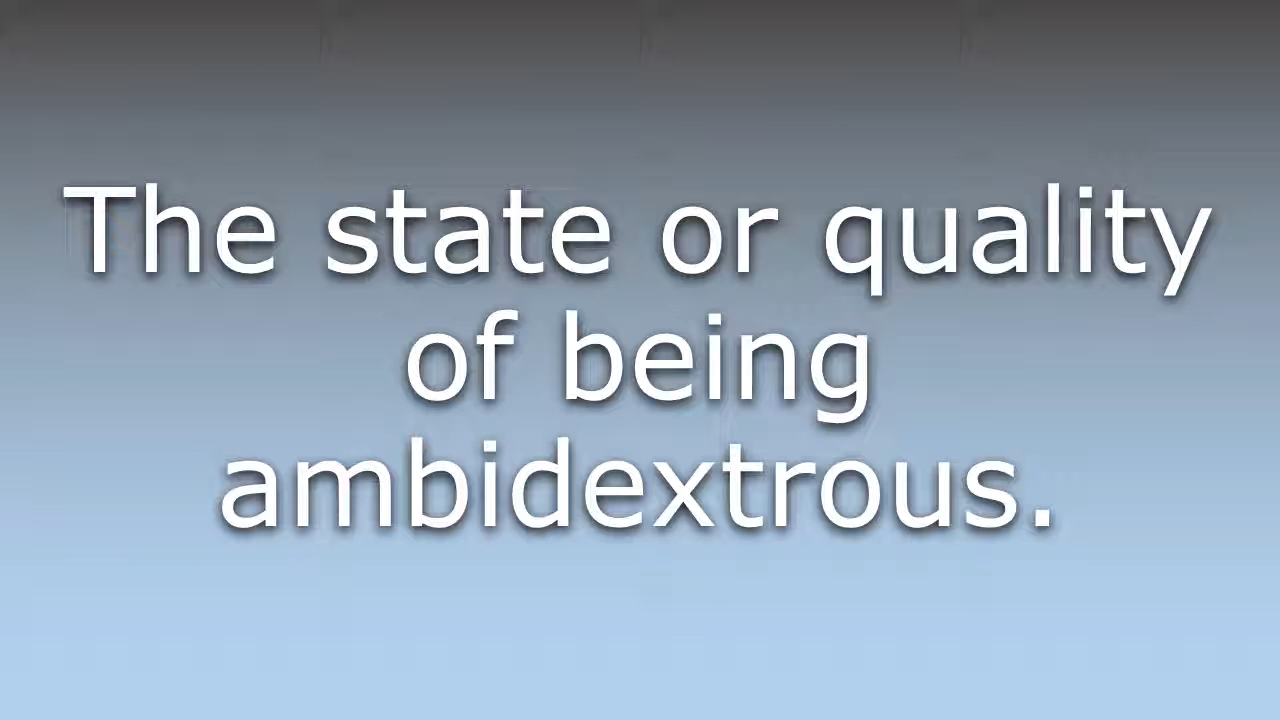 The state or quality
of being
ambidextrous.